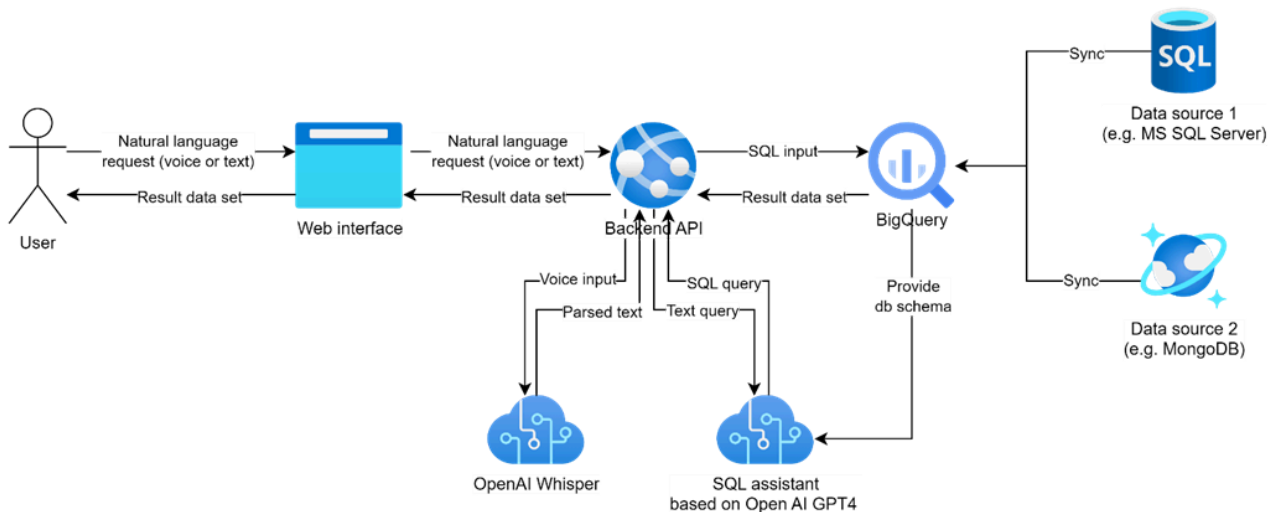 Sync
SQL
Data source 1
(e.g. MS SQL Server)
Natural language
request (voice or text)
Natural language
request (voice or text)
SQL input
Result data set
Result data set
Result data set
User
Web interface
Backend API
BigQuery
Voice input
SQL query
Parsed text
Text query
Provide
db schema
Sync
Data source 2
(e.g. MongoDB)
OpenAI Whisper
SQL assistant
based on Open AI GPT4